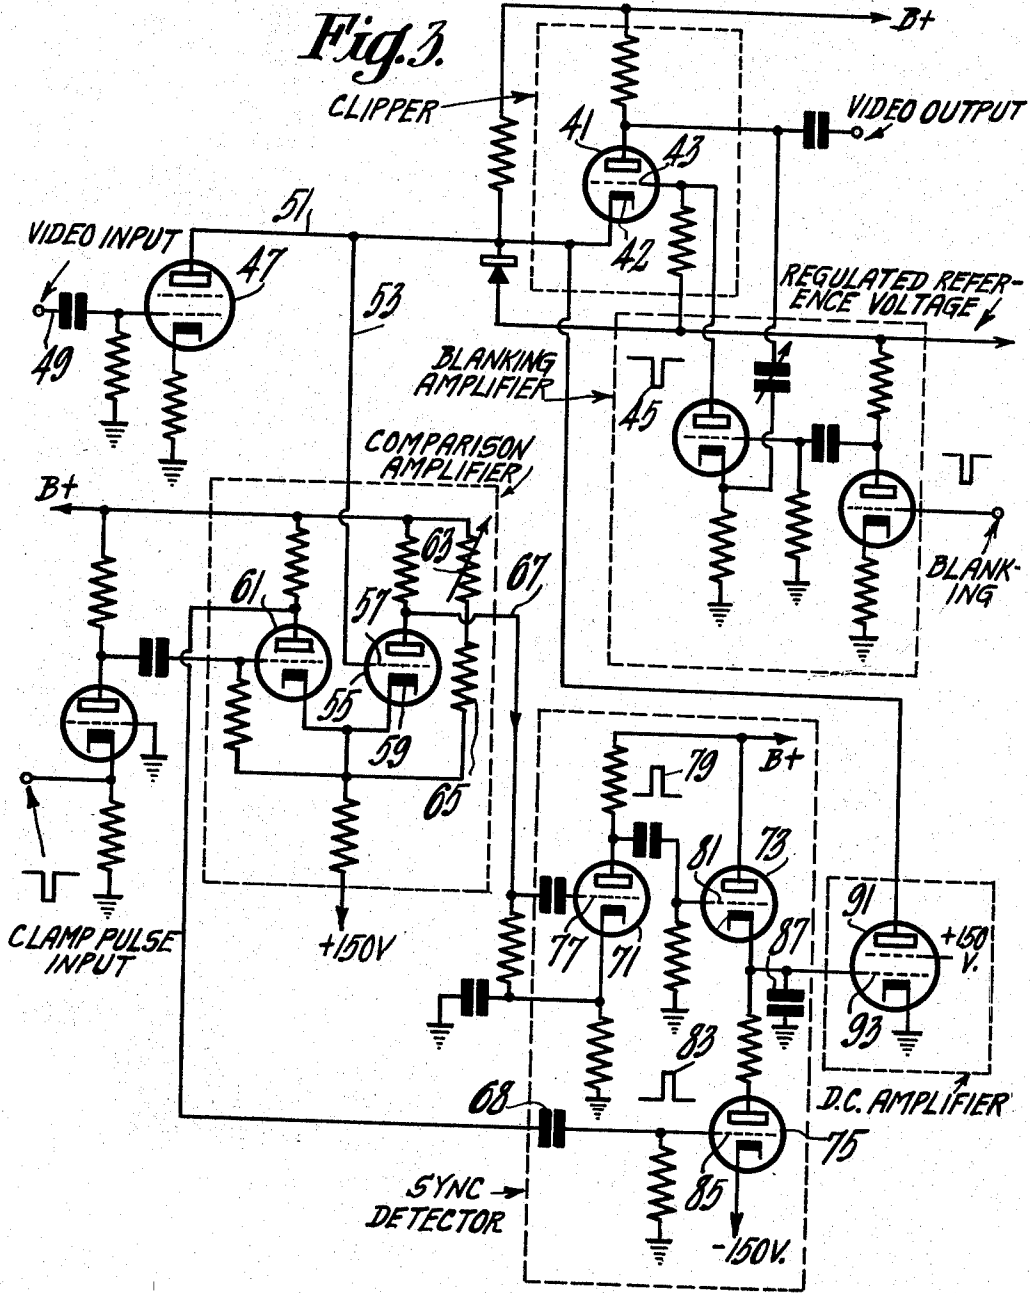 Fig. 3.
B+
CLIPPER
VIDEO OUTPUT
41
43
42
51
VIDEO INPUT
47
49
53
REGULATED REFER-
ENCE VOLTAGE
BLANKING
AMPLIFIER
45
COMPARISON
AMPLIFIER
B+
63
67
61
57
55
59
65
BLANK-
ING
B+
79
81
73
77
71
87
91
+150
V.
93
CLAMP PULSE
INPUT
+150V
83
68
D.C. AMPLIFIER
75
85
SYNC
DETECTOR
-150V.